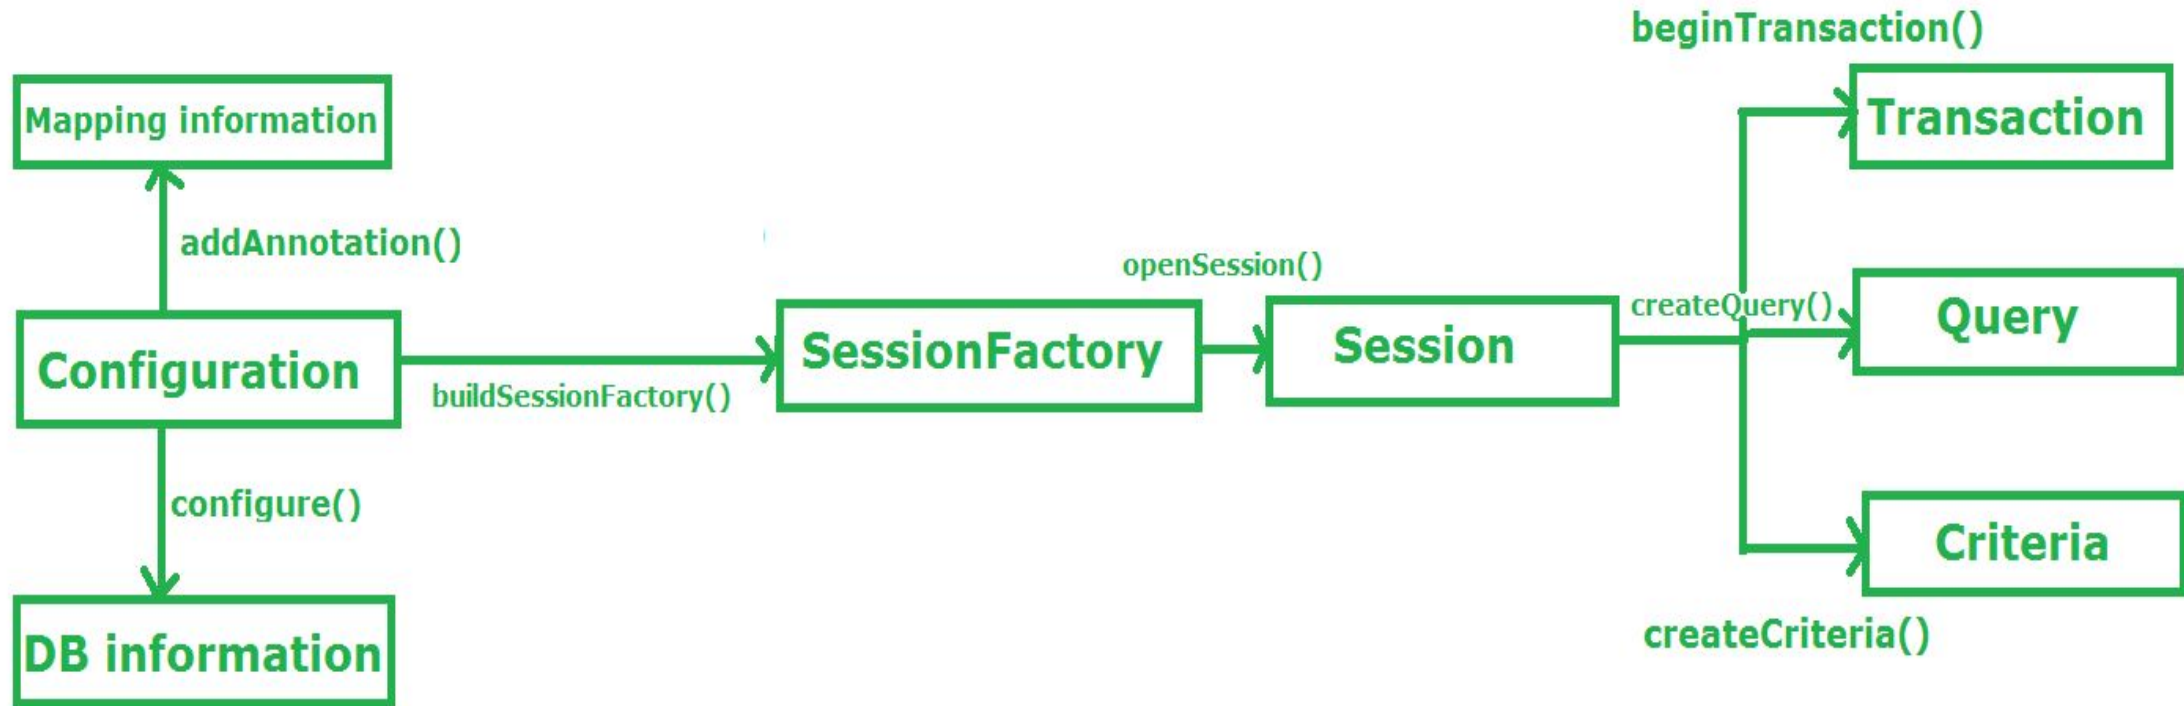 beginTransaction()
Mapping information
Transaction
addAnnotation()
openSession()
createQuery()
Query
Configuration
SessionFactory
Session
buildSessionFactory()
configure()
Criteria
DB information
createCriteria()